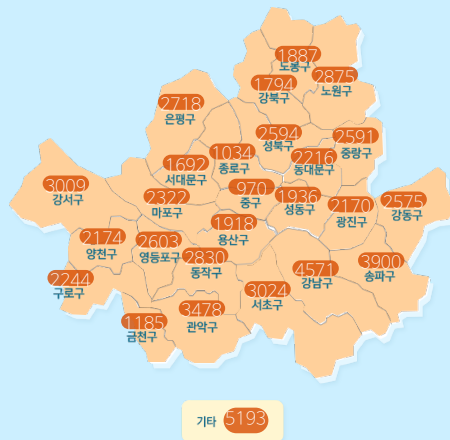 1887
도봉구
1794
강북구
2875
노원구
2718
은평구
2594
성북구
2591
중랑구
1034
종로구
2216
동대문구
1692
서대문구
3009
강서구
2322
마포구
970
중구
1936
성동구
2170
광진구
2575
강동구
1918
용산구
2174
양천구
2603
영등포구
2830
동작구
3900
송파구
4571
강남구
2244
구로구
3024
서초구
3478
관악구
1185
금천구
기타 5193